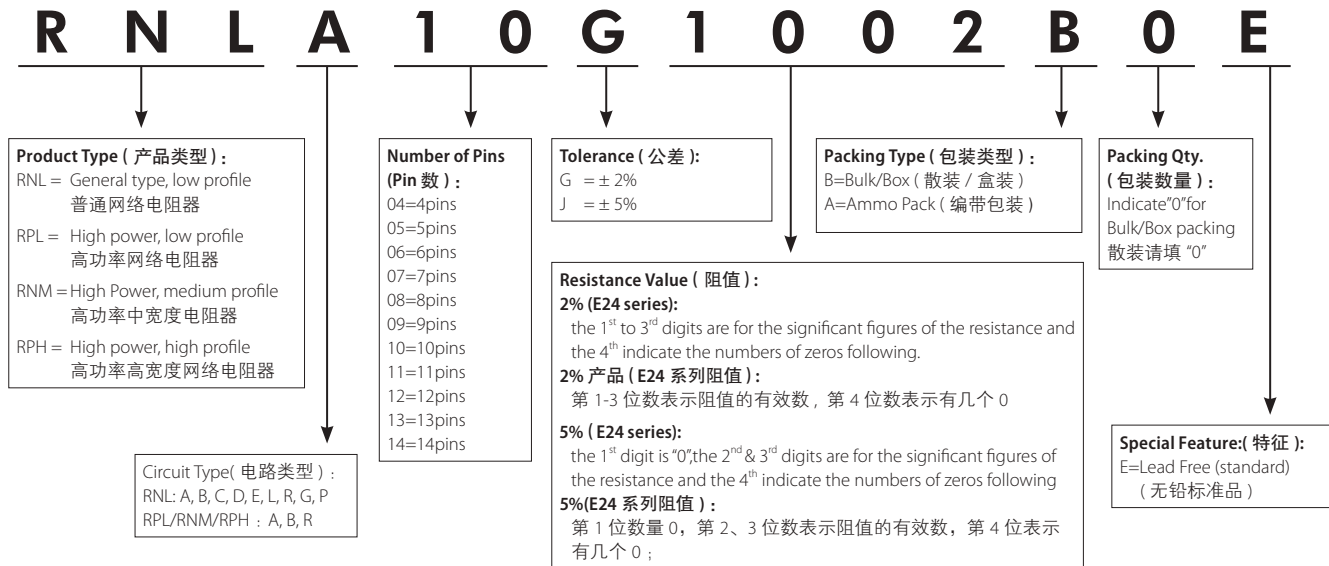 R N L A 1 0 G 1 0 0 2 B 0 E
Product Type ( 产品类型 ) :
RNL = General type, low profile
普通网络电阻器
RPL = High power, low profile
高功率网络电阻器
RNM = High Power, medium profile
高功率中宽度电阻器
RPH = High power, high profile
高功率高宽度网络电阻器
Circuit Type( 电路类型 ) :
RNL: A, B, C, D, E, L, R, G, P
RPL/RNM/RPH : A, B, R
Number of Pins
(Pin 数 ) :
04=4pins
05=5pins
06=6pins
07=7pins
08=8pins
09=9pins
10=10pins
11=11pins
12=12pins
13=13pins
14=14pins
Tolerance ( 公差 ):
G = ± 2%
J = ± 5%
Resistance Value ( 阻值 ) :
2% (E24 series):
the 1st to 3rd digits are for the significant figures of the resistance and
the 4th indicate the numbers of zeros following.
2% 产品 ( E24 系列阻值 ) :
第 1-3 位数表示阻值的有效数 , 第 4 位数表示有几个 0
5% ( E24 series):
the 1st digit is “0”,the 2nd & 3rd digits are for the significant figures of
the resistance and the 4th indicate the numbers of zeros following
5%(E24 系列阻值 ) :
第 1 位数量 0，第 2、3 位数表示阻值的有效数，第 4 位表示
有几个 0 ;
Packing Type ( 包装类型 ) :
B=Bulk/Box ( 散装 / 盒装 )
A=Ammo Pack ( 编带包装 )
Packing Qty.
( 包装数量 ) :
Indicate”0”for
Bulk/Box packing
散装请填 “0”
Special Feature:( 特征 ):
E=Lead Free (standard)
( 无铅标准品 )